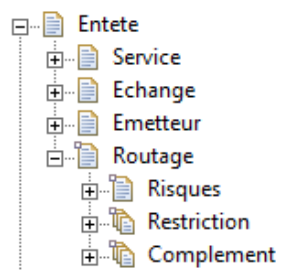 Entete
Service
Echange
Emetteur
Routage
Risques
Restriction
Complement